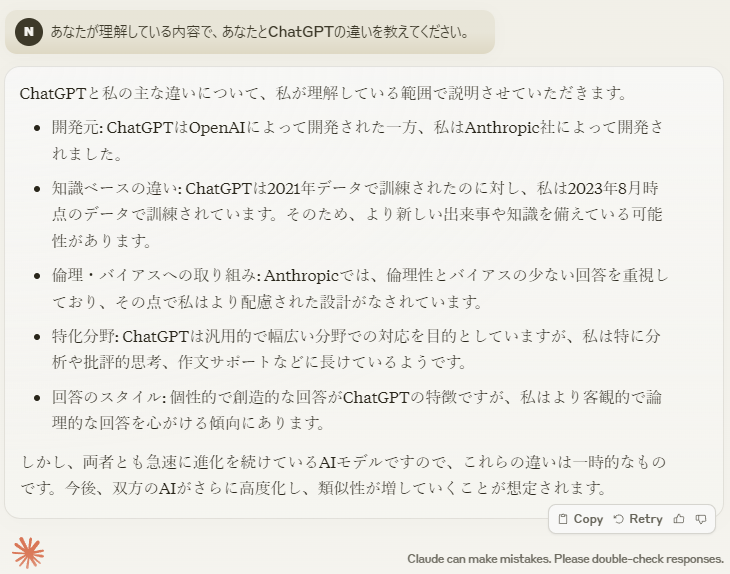 N あなたが理解している内容で、あなたとChatGPTの違いを教えてください。
ChatGPTと私の主な違いについて、私が理解している範囲で説明させていただきます。
• 開発元: ChatGPTはOpenAIによって開発された一方、私はAnthropic社によって開発さ
れました。
• 知識ベースの違い: ChatGPTは2021年データで訓練されたのに対し、私は2023年8月時
点のデータで訓練されています。そのため、より新しい出来事や知識を備えている可能
性があります。
• 倫理・バイアスへの取り組み: Anthropicでは、倫理性とバイアスの少ない回答を重視し
ており、その点で私はより配慮された設計がなされています。
• 特化分野: ChatGPTは汎用的で幅広い分野での対応を目的としていますが、私は特に分
析や批評的思考、作文サポートなどに長けているようです。
• 回答のスタイル: 個性的で創造的な回答がChatGPTの特徴ですが、私はより客観的で論
理的な回答を心がける傾向にあります。
しかし、両者とも急速に進化を続けているAIモデルですので、これらの違いは一時的なもの
です。今後、双方のAIがさらに高度化し、類似性が増していくことが想定されます。
Copy Retry
Claude can make mistakes. Please double-check responses.